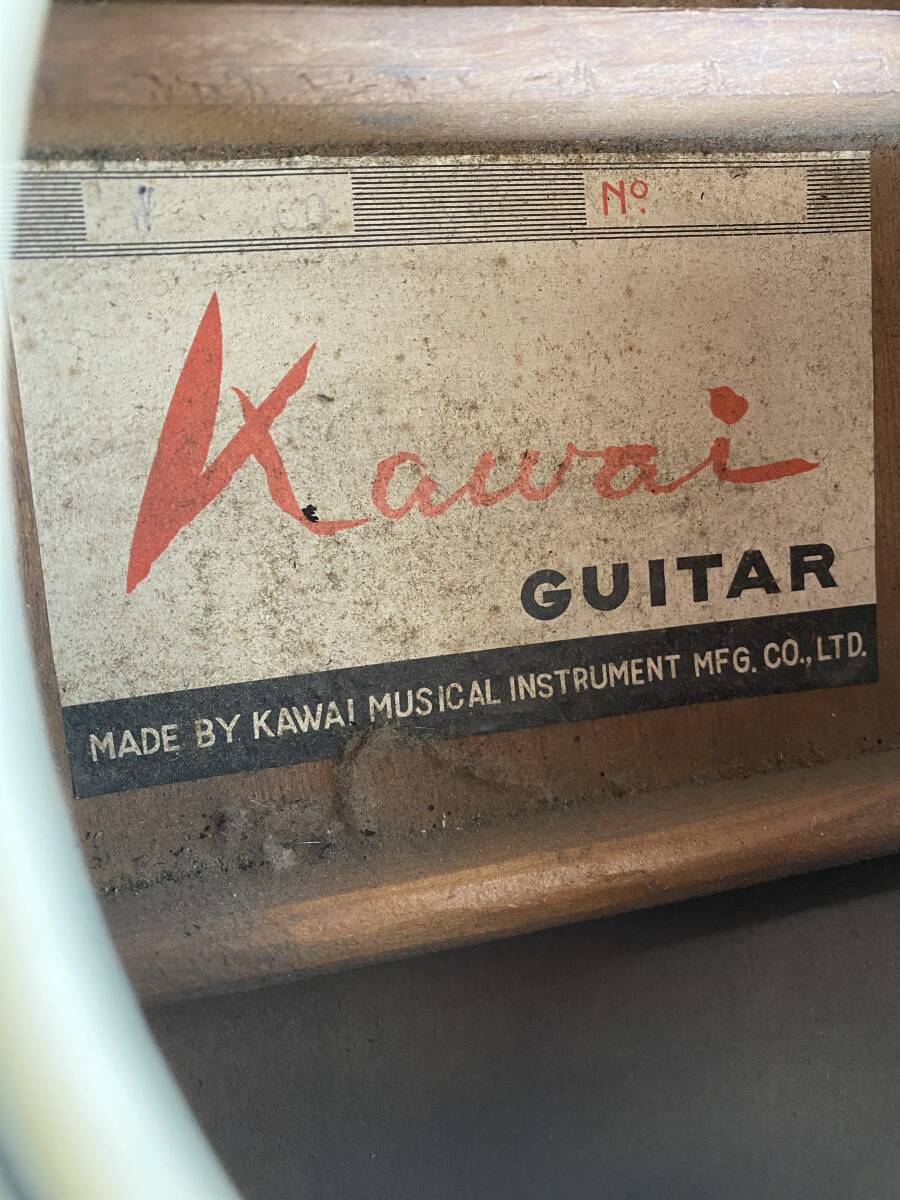 No.
Kawai
GUITAR
MADE BY KAWAI MUSICAL INSTRUMENT MFG. CO., LTD.